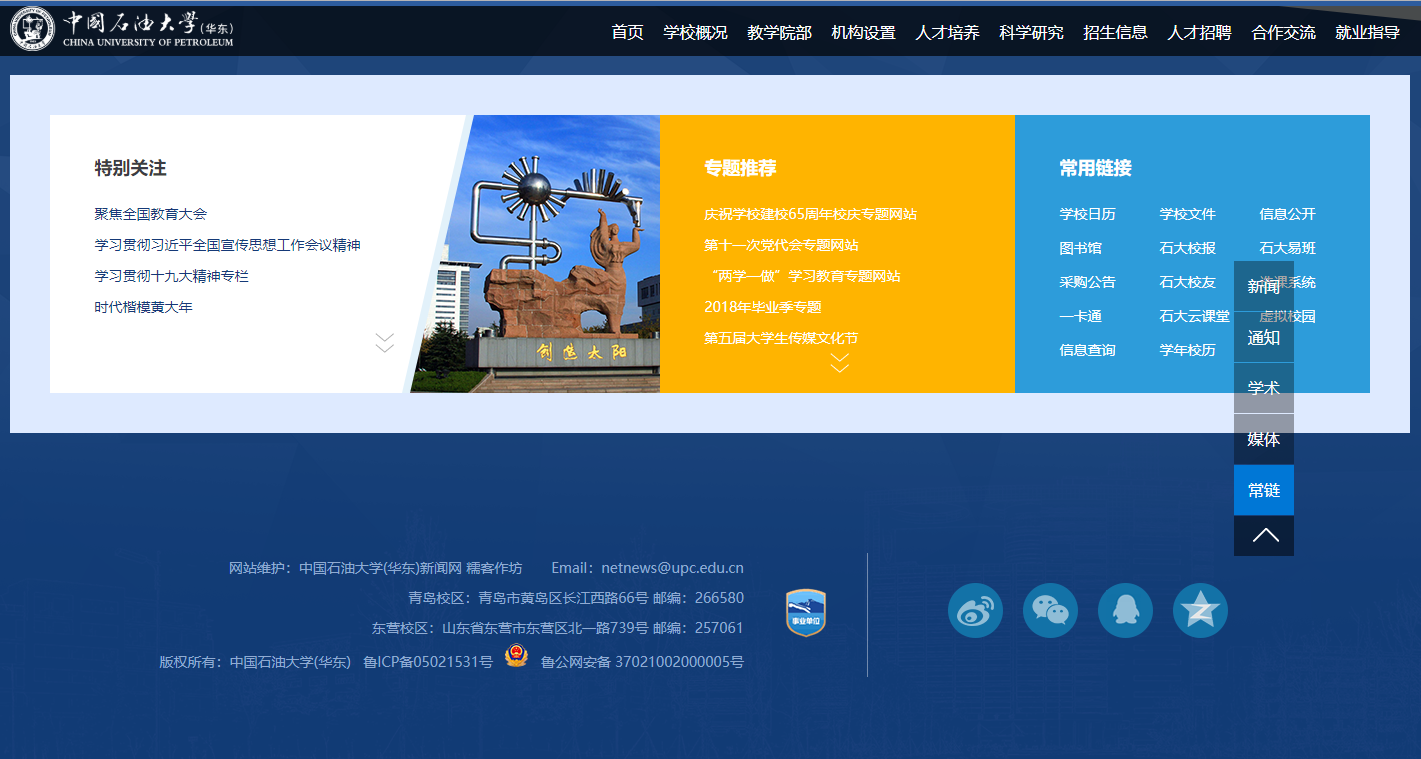 中國石油大學(华东)
CHINA UNIVERSITY OF PETROLEUM
首页 学校概况 教学院部 机构设置 人才培养 科学研究 招生信息 人才招聘 合作交流 就业指导
特别关注
聚焦全国教育大会
学习贯彻习近平全国宣传思想工作会议精神
学习贯彻十九大精神专栏
时代楷模黄大年
创造太阳
专题推荐
庆祝学校建校65周年校庆专题网站
第十一次党代会专题网站
“两学一做”学习教育专题网站
2018年毕业季专题
第五届大学生传媒文化节
常用链接
学校日历 学校文件 信息公开
图书馆 石大校报 石大易班
采购公告 石大校友 选课系统
一卡通 石大云课堂 虚拟校园
信息查询 学年校历
新闻
通知
学术
媒体
常链
网站维护：中国石油大学(华东)新闻网 糯客作坊 Email：netnews@upc.edu.cn
青岛校区：青岛市黄岛区长江西路66号 邮编：266580
东营校区：山东省东营市东营区北一路739号 邮编：257061
版权所有：中国石油大学(华东) 鲁ICP备05021531号 鲁公网安备 37021002000005号
事业单位